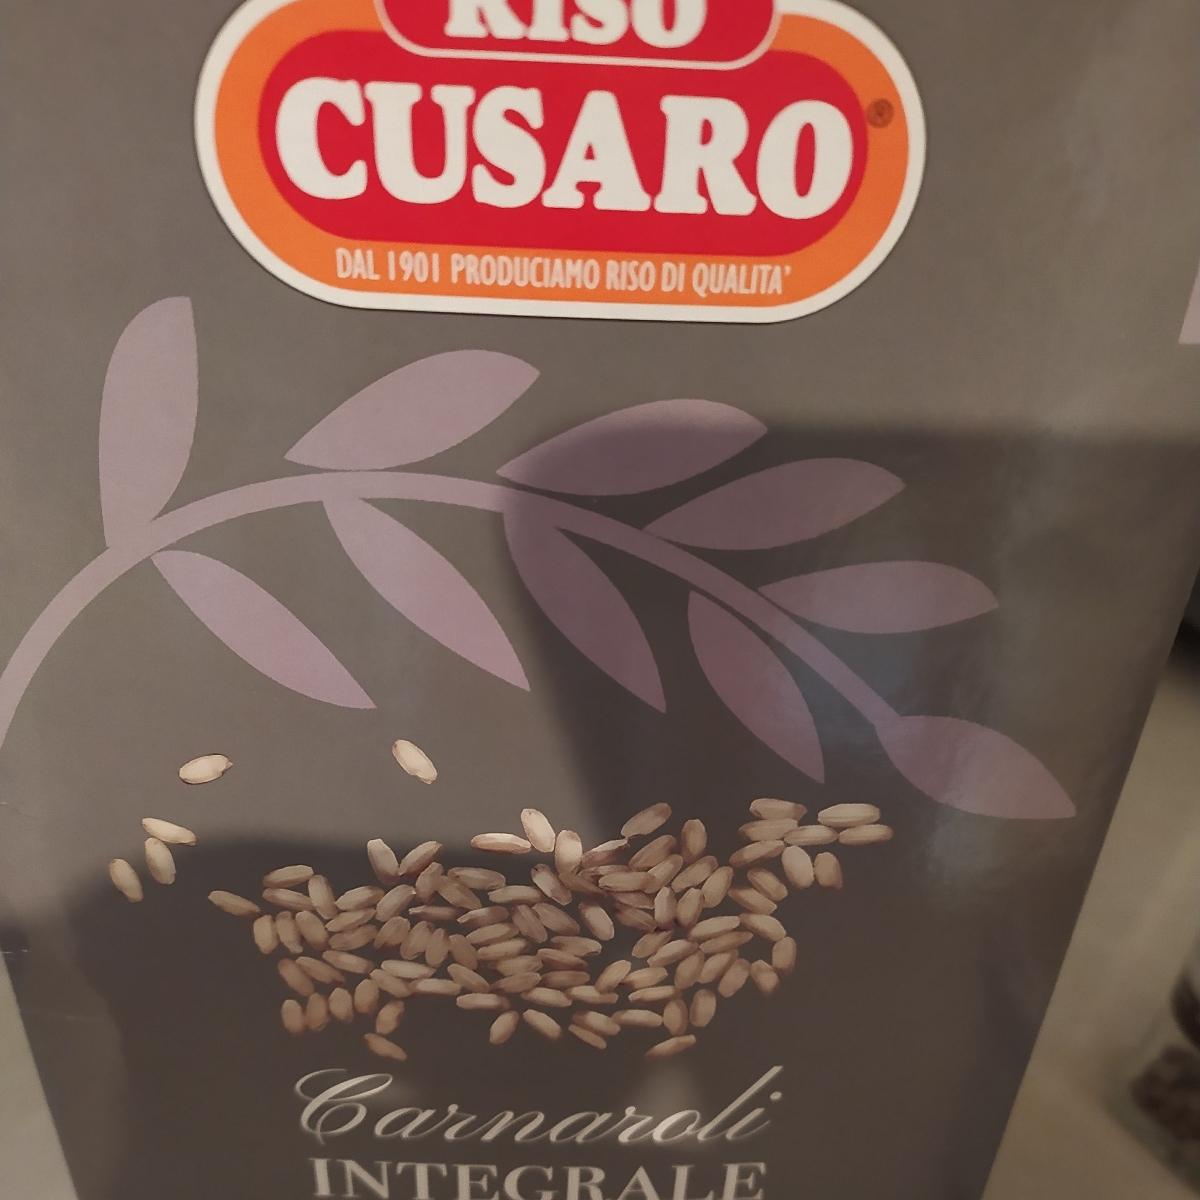 RISO
CUSARO®
DAL 1901 PRODUCIAMO RISO DI QUALITA'
Carnaroli
INTEGRALE